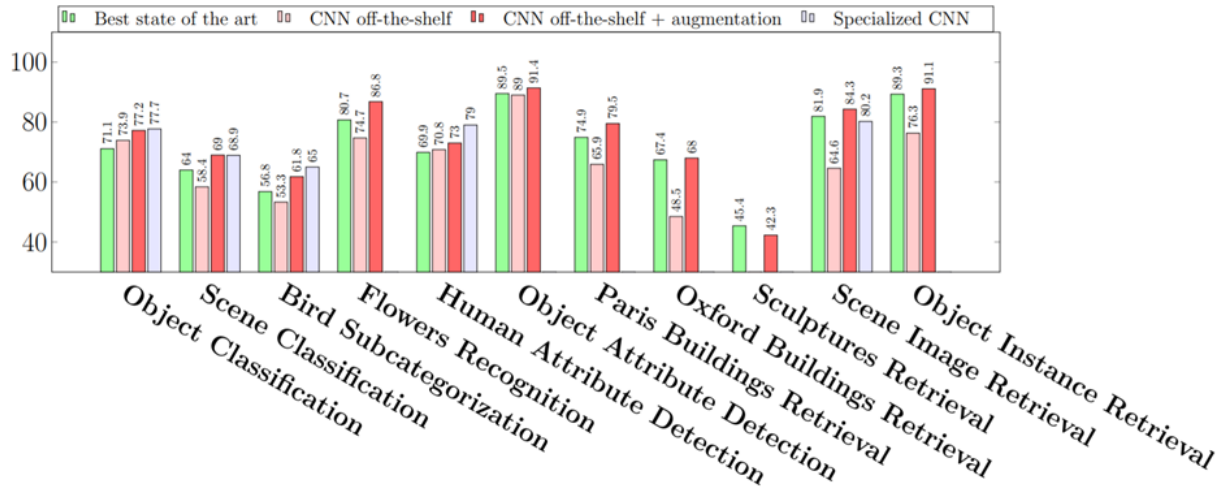 Best state of the art CNN off-the-shelf CNN off-the-shelf + augmentation Specialized CNN
100
80
60
40
71.1 73.9 77.2 77.7
64 58.4 69 68.9
56.8 53.3 61.8 65
80.7 74.7 86.8
69.9 70.8 73 79
89.5 89 91.4
74.9 65.9 79.5
67.4 48.5 68
45.4 42.3
81.9 64.6 84.3 80.2
89.3 76.3 91.1
Object Classification
Scene Classification
Bird Subcategorization
Flowers Recognition
Human Attribute Detection
Object Attribute Detection
Paris Buildings Retrieval
Oxford Buildings Retrieval
Sculptures Retrieval
Scene Image Retrieval
Object Instance Retrieval